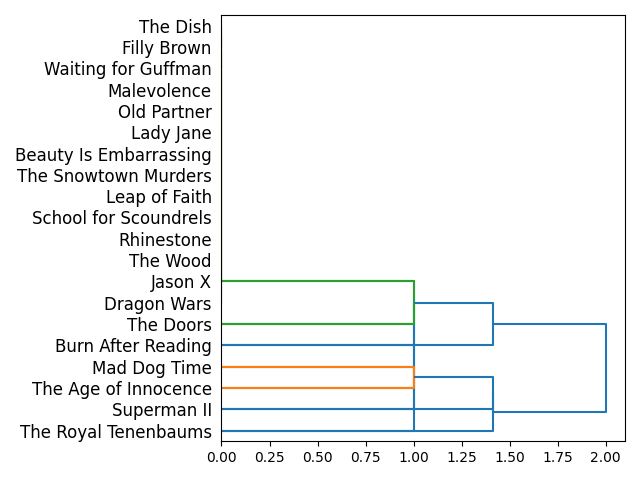 The Dish
Filly Brown
Waiting for Guffman
Malevolence
Old Partner
Lady Jane
Beauty Is Embarrassing
The Snowtown Murders
Leap of Faith
School for Scoundrels
Rhinestone
The Wood
Jason X
Dragon Wars
The Doors
Burn After Reading
Mad Dog Time
The Age of Innocence
Superman II
The Royal Tenenbaums
0.00 0.25 0.50 0.75 1.00 1.25 1.50 1.75 2.00